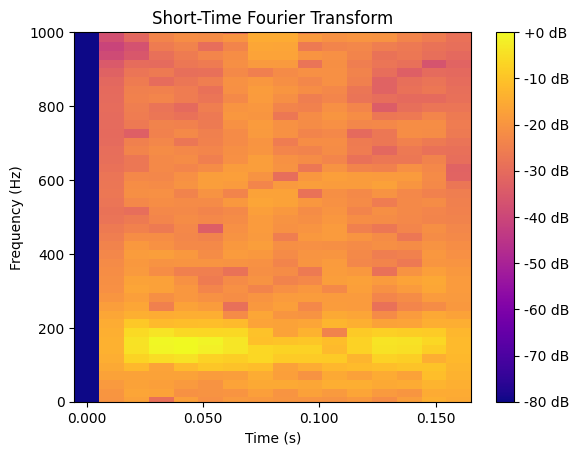 Short-Time Fourier Transform
1000
800
600
400
200
0
Frequency (Hz)
0.000
0.050
0.100
0.150
Time (s)
+0 dB
-10 dB
-20 dB
-30 dB
-40 dB
-50 dB
-60 dB
-70 dB
-80 dB